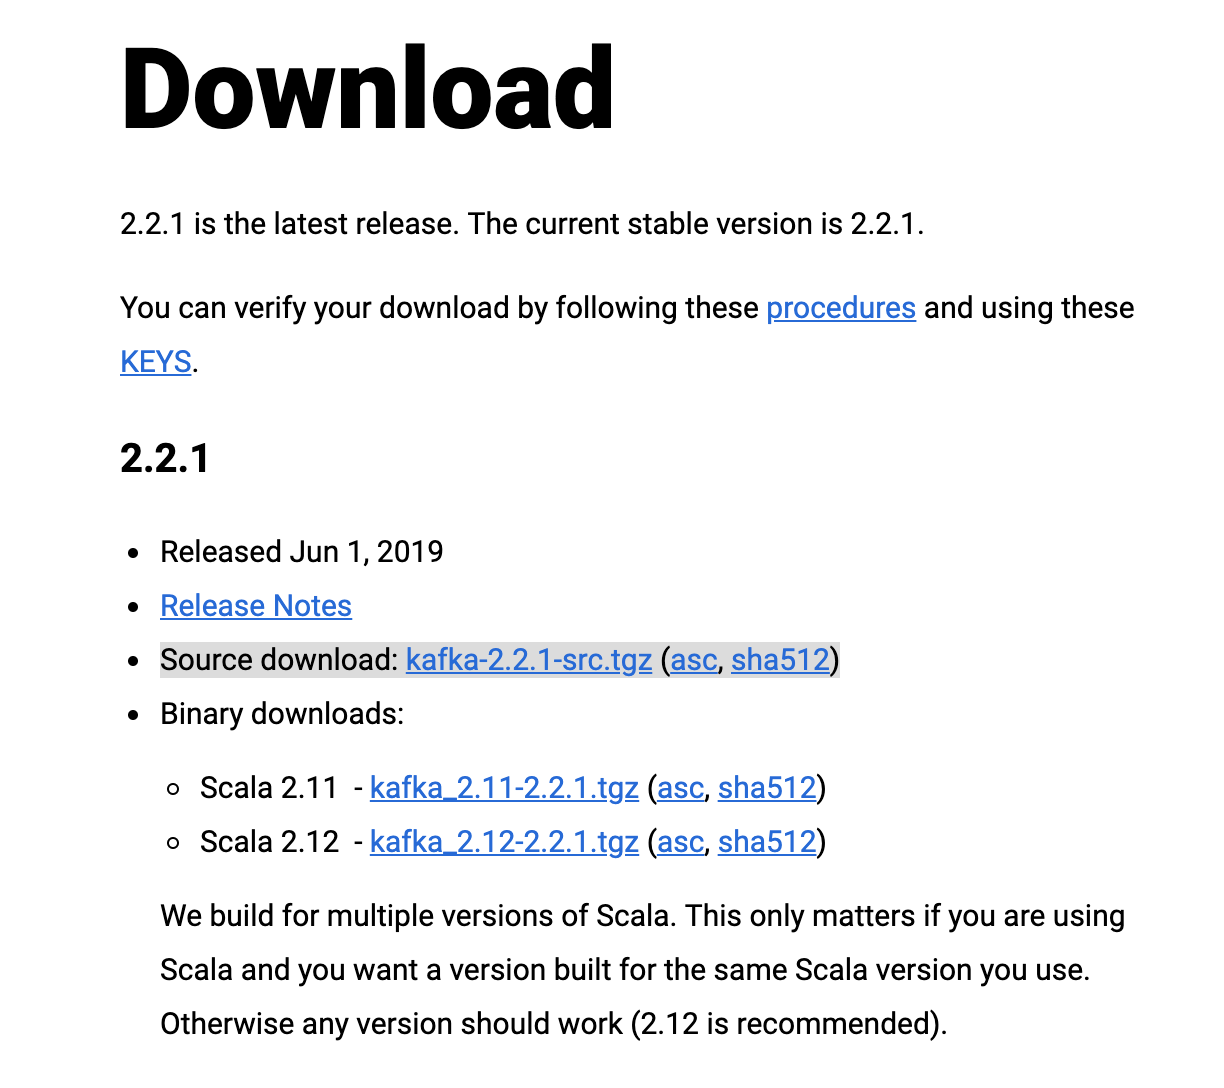 Download
2.2.1 is the latest release. The current stable version is 2.2.1.
You can verify your download by following these procedures and using these
KEYS.
2.2.1
Released Jun 1, 2019
Release Notes
Source download: kafka-2.2.1-src.tgz (asc, sha512)
Binary downloads:
Scala 2.11 - kafka_2.11-2.2.1.tgz (asc, sha512)
Scala 2.12 - kafka_2.12-2.2.1.tgz (asc, sha512)
We build for multiple versions of Scala. This only matters if you are using
Scala and you want a version built for the same Scala version you use.
Otherwise any version should work (2.12 is recommended).